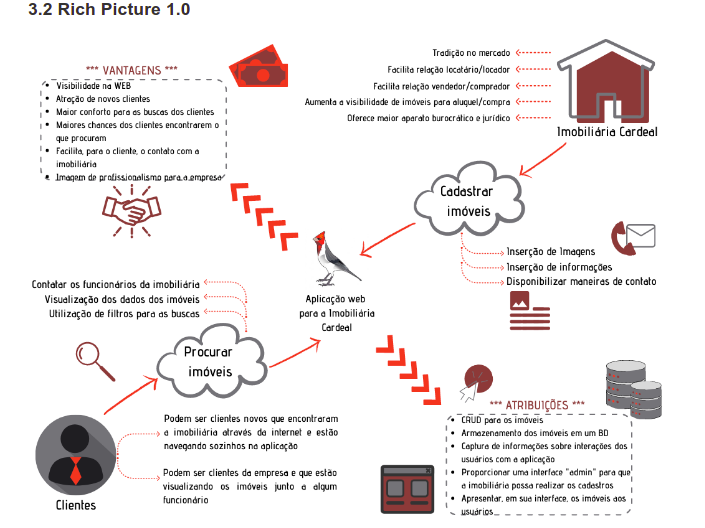 3.2 Rich Picture 1.0
*** VANTAGENS ***
• Visibilidade na WEB
• Atração de novos clientes
• Maior conforto para as buscas dos clientes
• Maiores chances dos clientes encontrarem o
que procuram
• Facilita, para o cliente, o contato com a
imobiliária
• Imagem de profissionalismo para a empresa
Tradição no mercado
Facilita relação locatária/locador
Facilita relação vendedor/comprador
Aumenta a visibilidade de imóveis para aluguel/compra
Oferece maior aparato burocrático e jurídico
Imobiliária Cardeal
Cadastrar
imóveis
Inserção de Imagens
Inserção de informações
Disponibilizar maneiras de contato
Aplicação web
para a Imobiliária
Cardeal
Contatar os funcionários da imobiliária
Visualização dos dados dos imóveis
Utilização de filtros para as buscas
Procurar
imóveis
Clientes
Podem ser clientes novos que encontraram
a imobiliária através da internet e estão
navegando sozinhos na aplicação
Podem ser clientes da empresa e que estão
visualizando os imóveis junto a algum
funcionário
*** ATRIBUIÇÕES ***
• CRUD para os imóveis
• Armazenamento dos imóveis em um BD
• Captura de informações sobre interações dos
usuários com a aplicação
• Proporcionar uma interface "admin" para que
a imobiliária possa realizar os cadastros
• Apresentar, em sua interface, os imóveis aos
usuários